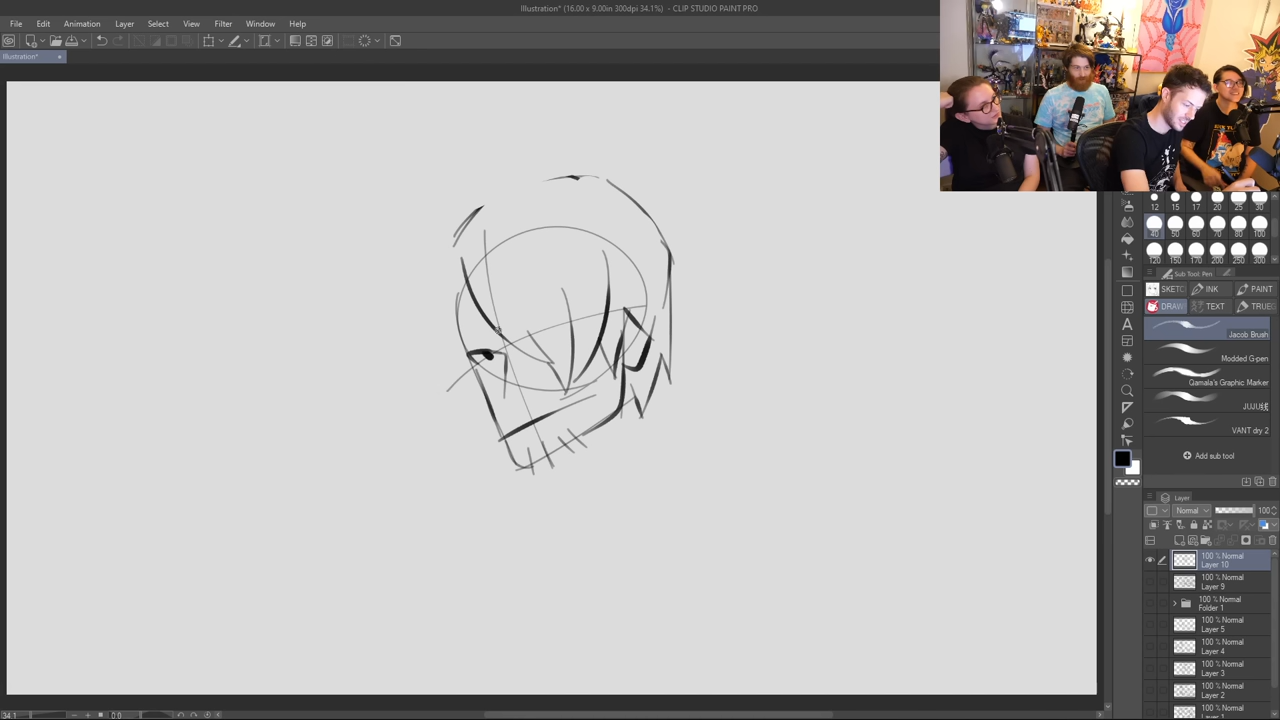 Illustration* (16.00 x 9.00in 300dpi 34.1%) - CLIP STUDIO PAINT PRO
File Edit Animation Layer Select View Filter Window Help
Illustration*
12 15 17 20 25 30
40 50 60 70 80 100
120 150 170 200 250 300
Sub Tool: Pen
SKETC INK PAINT
DRAW TEXT TRUE
Jacob Brush
Modded G-pen
Qamala's Graphic Marker
VANT dry 2
Add sub tool
Layer
Normal 100
100 % Normal
Layer 10
100 % Normal
Layer 9
100 % Normal
Folder 1
100 % Normal
Layer 5
100 % Normal
Layer 4
100 % Normal
Layer 3
100 % Normal
Layer 2
100 % Normal
34.1
0.0